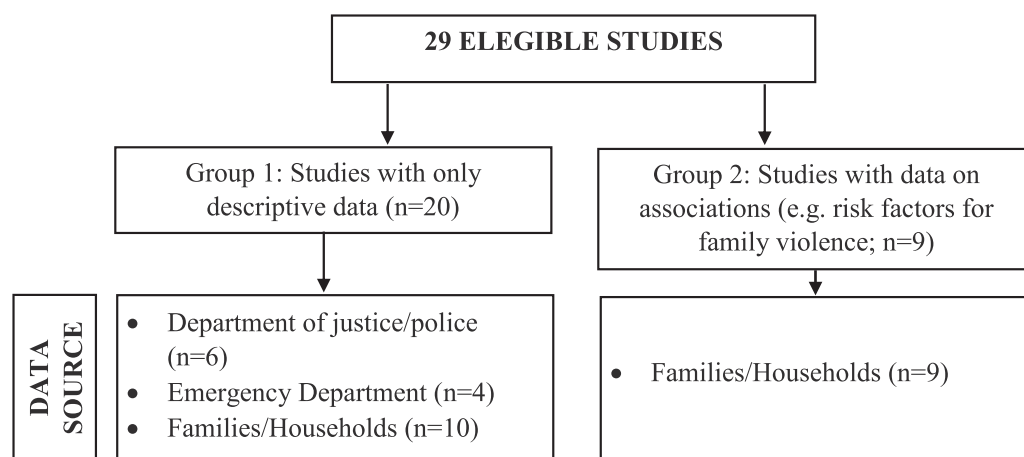 29 ELEGIBLE STUDIES
Group 1: Studies with only
descriptive data (n=20)
Group 2: Studies with data on
associations (e.g. risk factors for
family violence; n=9)
DATA
SOURCE
• Department of justice/police
(n=6)
• Emergency Department (n=4)
• Families/Households (n=10)
• Families/Households (n=9)